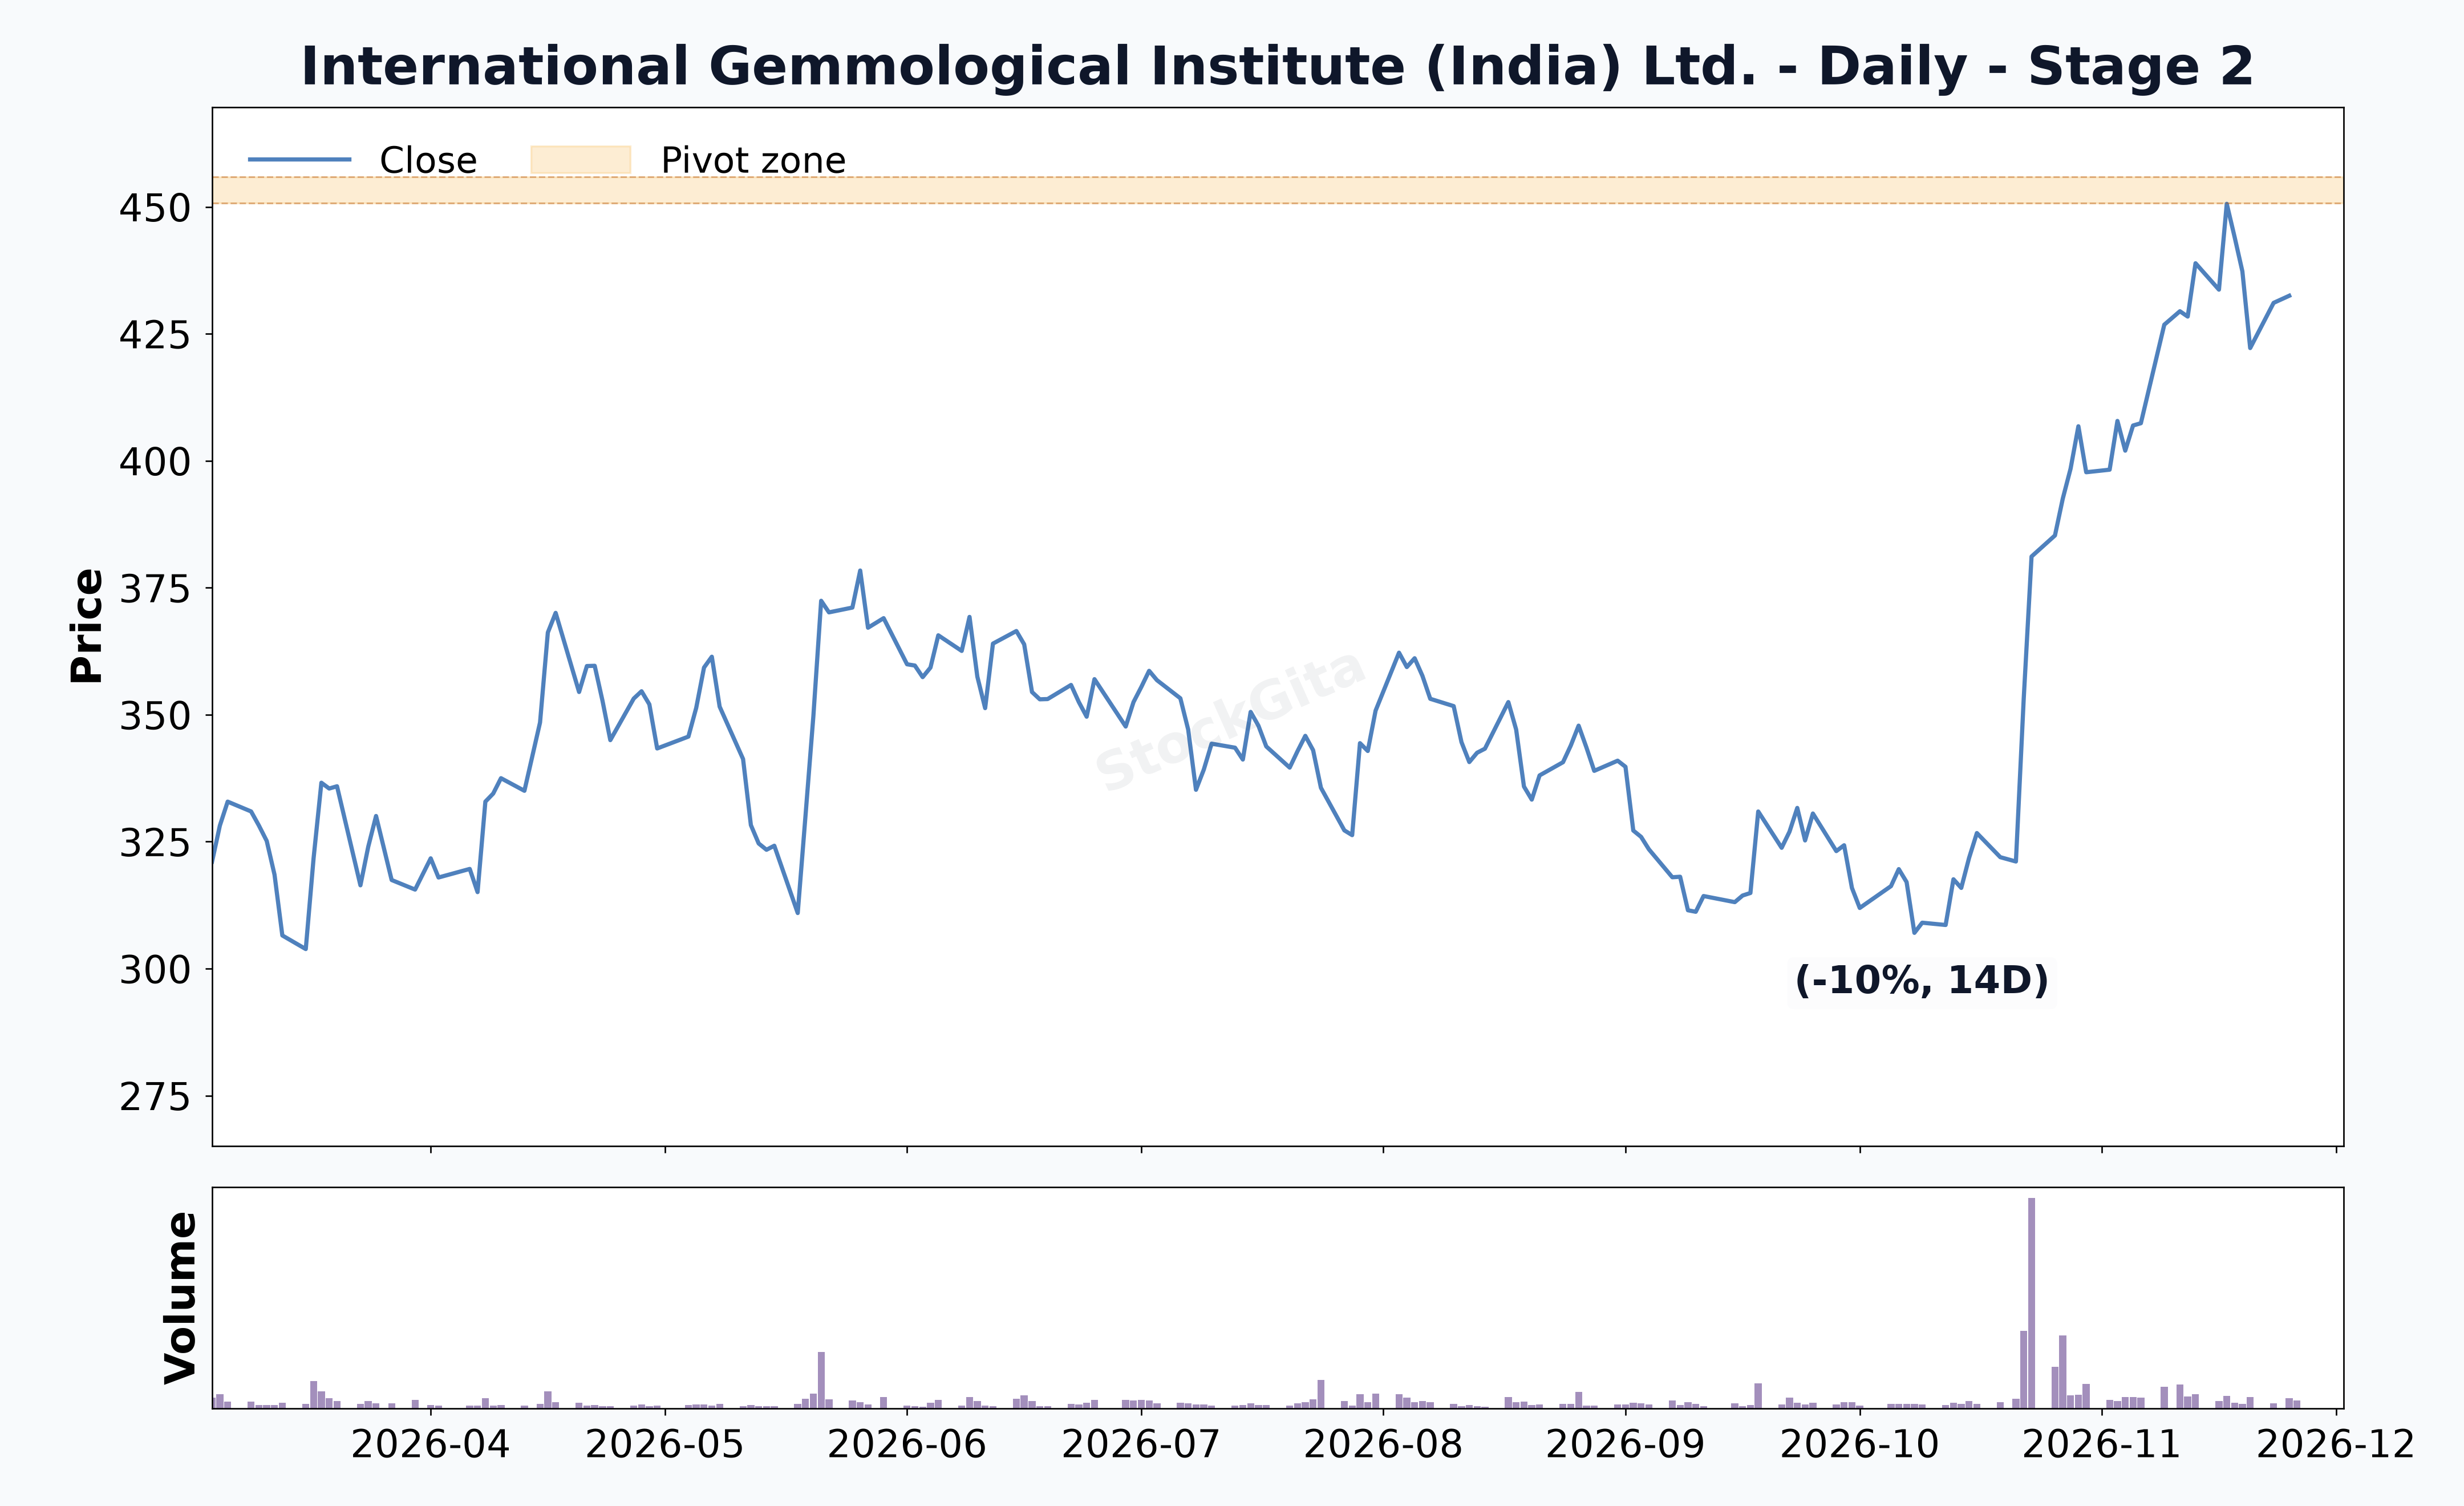 International Gemmological Institute (India) Ltd. - Daily - Stage 2
Close
Pivot zone
450
425
400
375
350
325
300
275
Price
StockGita
(-10%, 14D)
Volume
2026-04
2026-05
2026-06
2026-07
2026-08
2026-09
2026-10
2026-11
2026-12